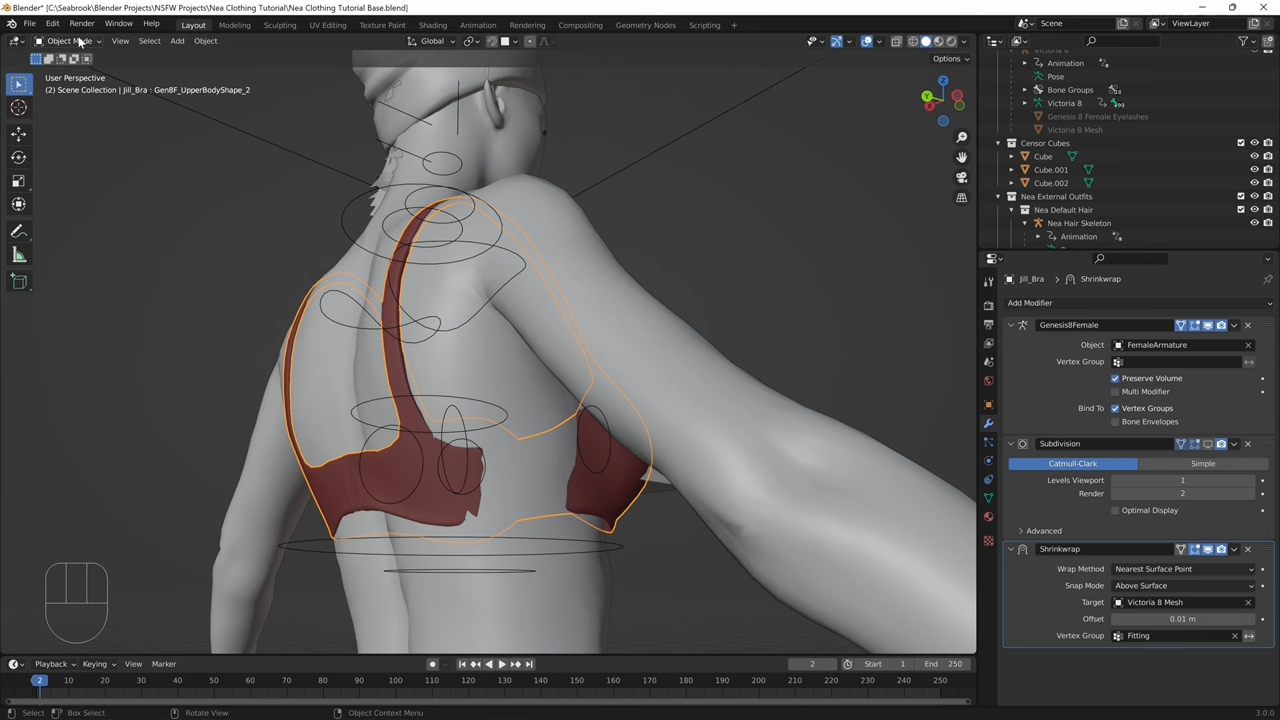 Blender* [C:\Seabrook\Blender Projects\NSFW Projects\Nea Clothing Tutorial\Nea Clothing Tutorial Base.blend]
File Edit Render Window Help Layout Modeling Sculpting UV Editing Texture Paint Shading Animation Rendering Compositing Geometry Nodes Scripting Scene ViewLayer
Object Mode View Select Add Object Global
Options
User Perspective
(2) Scene Collection | Jill_Bra : Gen8F_UpperBodyShape_2
Animation
Pose
Bone Groups
Victoria 8
Genesis 8 Female Eyelashes
Victoria 8 Mesh
Censor Cubes
Cube
Cube.001
Cube.002
Nea External Outfits
Nea Default Hair
Nea Hair Skeleton
Animation
Jill_Bra > Shrinkwrap
Add Modifier
Genesis8Female
Object FemaleArmature
Vertex Group
Preserve Volume
Multi Modifier
Bind To Vertex Groups
Bone Envelopes
Subdivision
Catmull-Clark Simple
Levels Viewport 1
Render 2
Optimal Display
Advanced
Shrinkwrap
Wrap Method Nearest Surface Point
Snap Mode Above Surface
Target Victoria 8 Mesh
Offset 0.01 m
Vertex Group Fitting
Playback Keying View Marker 2 Start 1 End 250
2 10 20 30 40 50 60 70 80 90 100 110 120 130 140 150 160 170 180 190 200 210 220 230 240 250
Select Box Select Rotate View Object Context Menu 3.0.0